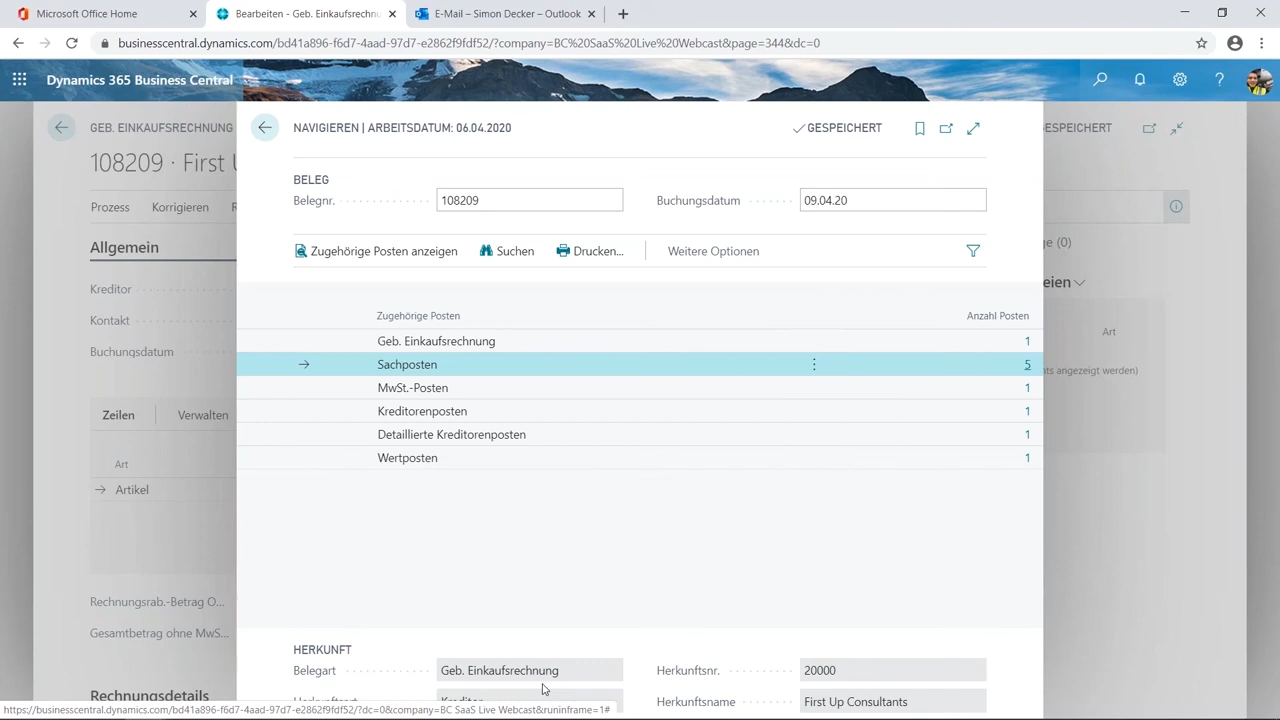 Microsoft Office Home
Bearbeiten - Geb. Einkaufsrechnu
E-Mail – Simon Decker – Outlook
businesscentral.dynamics.com/bd41a896-f6d7-4aad-97d7-e2862f9fdf52/?company=BC%20SaaS%20Live%20Webcast&page=344&dc=0
Dynamics 365 Business Central
GEB. EINKAUFSRECHNUNG
NAVIGIEREN | ARBEITSDATUM: 06.04.2020
GESPEICHERT
ESPEICHERT
108209 · First U
BELEG
Belegnr.
108209
Buchungsdatum
09.04.20
Prozess
Korrigieren
R
Allgemein
Zugehörige Posten anzeigen
Suchen
Drucken...
Weitere Optionen
ge (0)
eien
Kreditor
Kontakt
Buchungsdatum
Zugehörige Posten
Anzahl Posten
Art
Geb. Einkaufsrechnung 1
Sachposten 5
nts angezeigt werden)
MwSt.-Posten 1
Kreditorenposten 1
Detaillierte Kreditorenposten 1
Wertposten 1
Zeilen
Verwalten
Art
Artikel
Rechnungsrab.-Betrag O...
Gesamtbetrag ohne MwS...
HERKUNFT
Belegart
Geb. Einkaufsrechnung
Herkunftsnr.
20000
Herkunftsart
Kreditor
Herkunftsname
First Up Consultants
Rechnungsdetails
https://businesscentral.dynamics.com/bd41a896-f6d7-4aad-97d7-e2862f9fdf52/?dc=0&company=BC SaaS Live Webcast&runinframe=1#